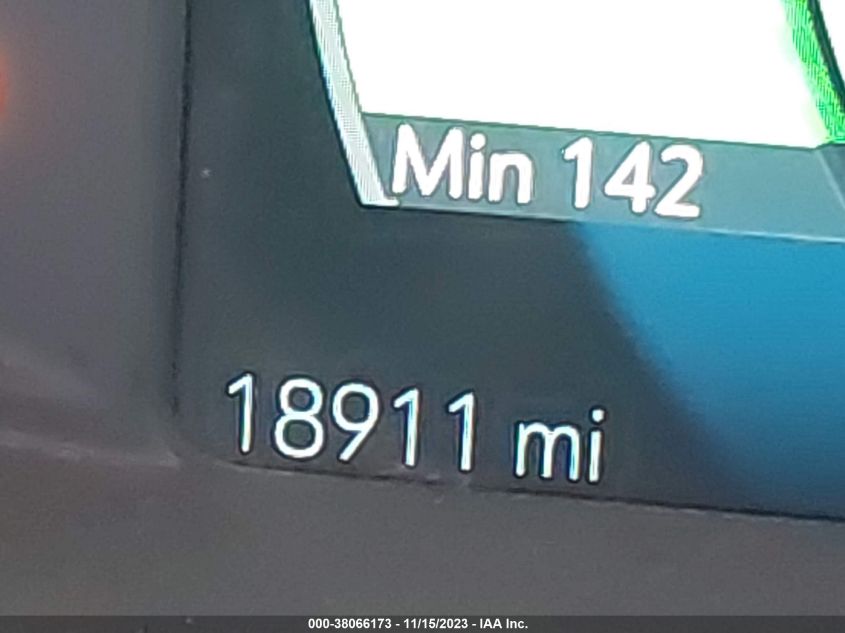 Min 142
18911 mi
000-38066173 - 11/15/2023 - IAA Inc.